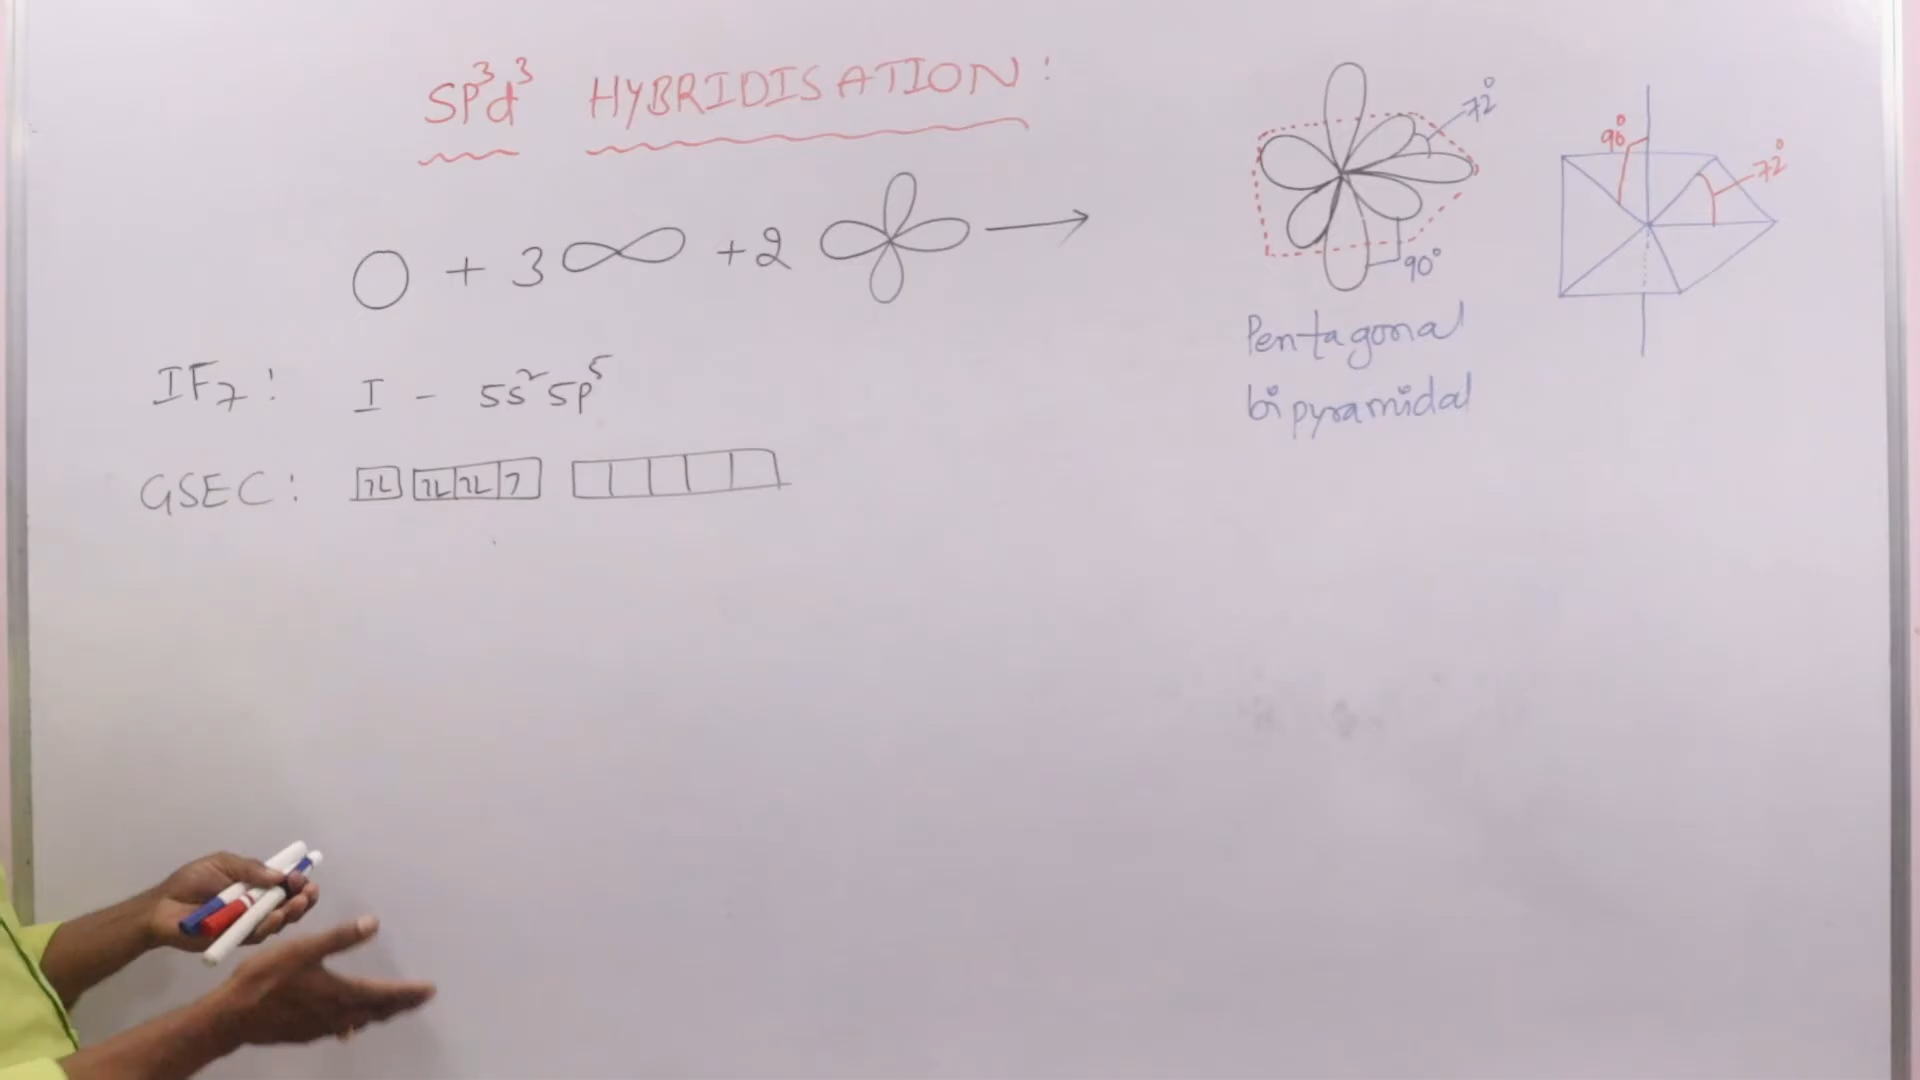 SP³d³ HYBRIDISATION:
+ 3 + 2
72°
90°
90°
72°
Pentagonal
bipyramidal
IF₇: I - 5s² 5p⁵
GSEC: